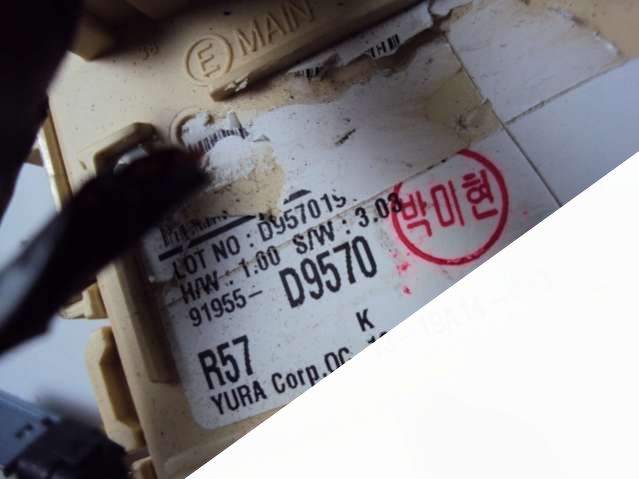 E MAIN
LOT NO : D95701
H/W : 1.00 S/W : 3.03
91955- D9570
박미현
K
R57
YURA Corp.